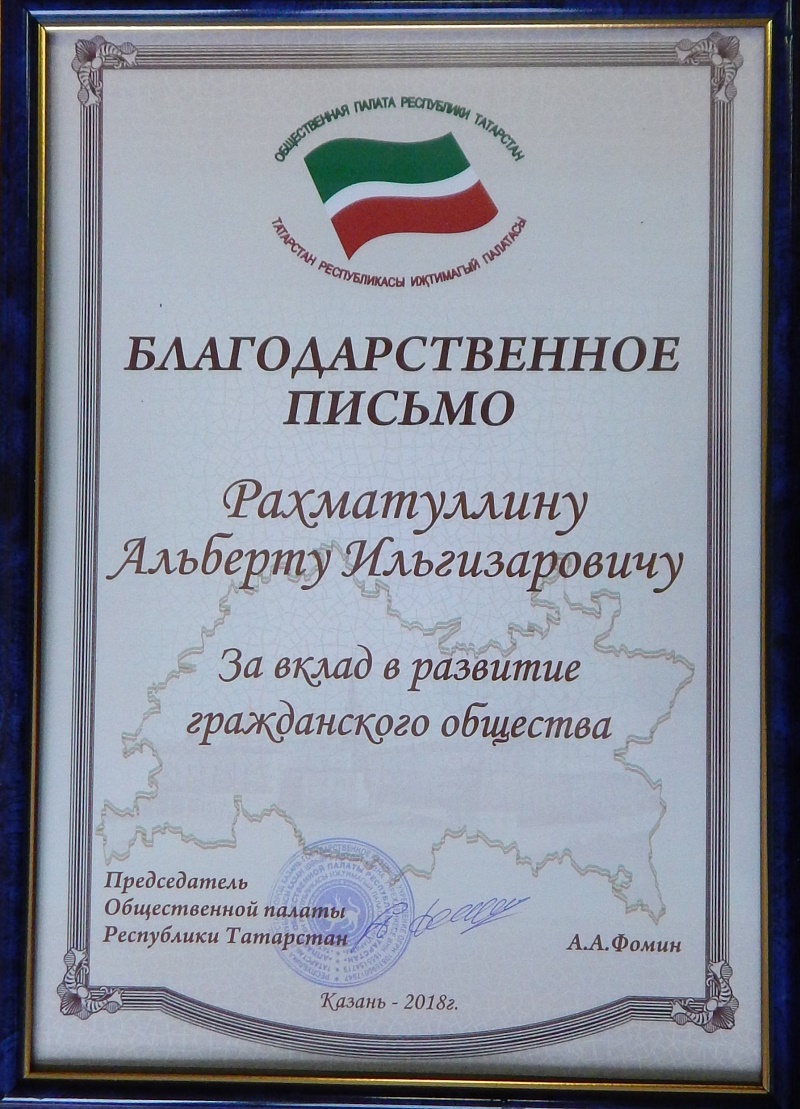 ОБЩЕСТВЕННАЯ ПАЛАТА РЕСПУБЛИКИ ТАТАРСТАН
ТАТАРСТАН РЕСПУБЛИКАСЫ ИҖТИМАГЫЙ ПАЛАТАСЫ
БЛАГОДАРСТВЕННОЕ
ПИСЬМО
Рахматуллину
Альберту Ильгизаровичу
За вклад в развитие
гражданского общества
Председатель
Общественной палаты
Республики Татарстан
А.А.Фомин
Казань - 2018г.